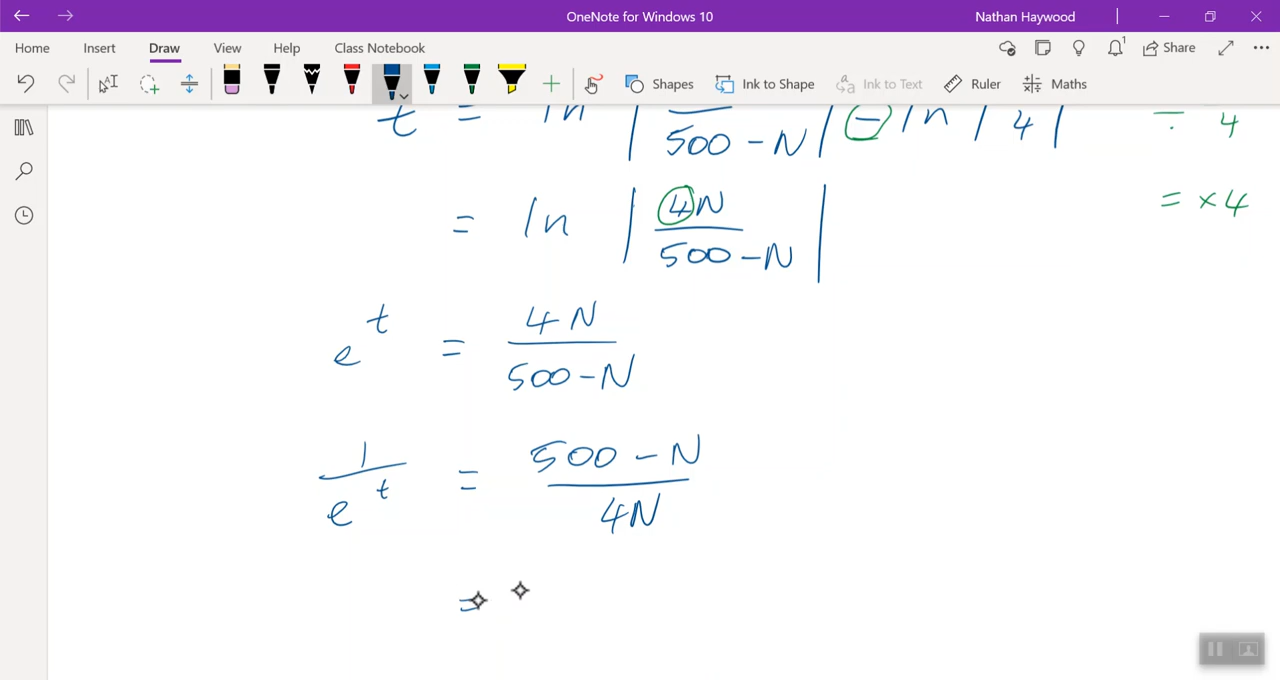 OneNote for Windows 10
Nathan Haywood
Home Insert Draw View Help Class Notebook
1 Share
Shapes Ink to Shape Ink to Text Ruler Maths
t = ln | / 500 - N | - ln | 4 | ÷ 4
= ln | 4N / 500 - N | = × 4
e^t = 4N / 500 - N
1 / e^t = 500 - N / 4N
=